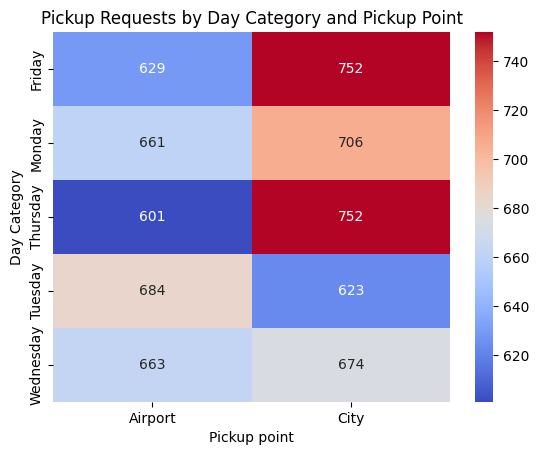 Pickup Requests by Day Category and Pickup Point
Day Category
Friday 629 752
Monday 661 706
Thursday 601 752
Tuesday 684 623
Wednesday 663 674
Airport City
Pickup point
740
720
700
680
660
640
620